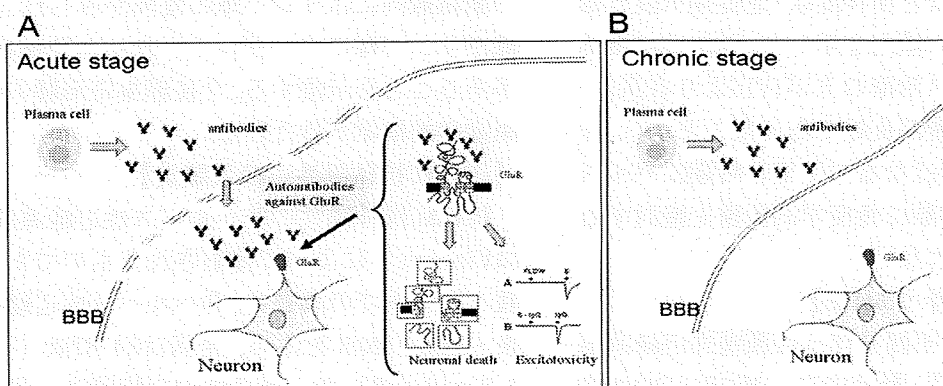 A
Acute stage
Plasma cell
antibodies
Autoantibodies
against GluR
GluR
GluR
BBB
Neuron
A
B
Neuronal death
Excitotoxicity
B
Chronic stage
Plasma cell
antibodies
GluR
BBB
Neuron